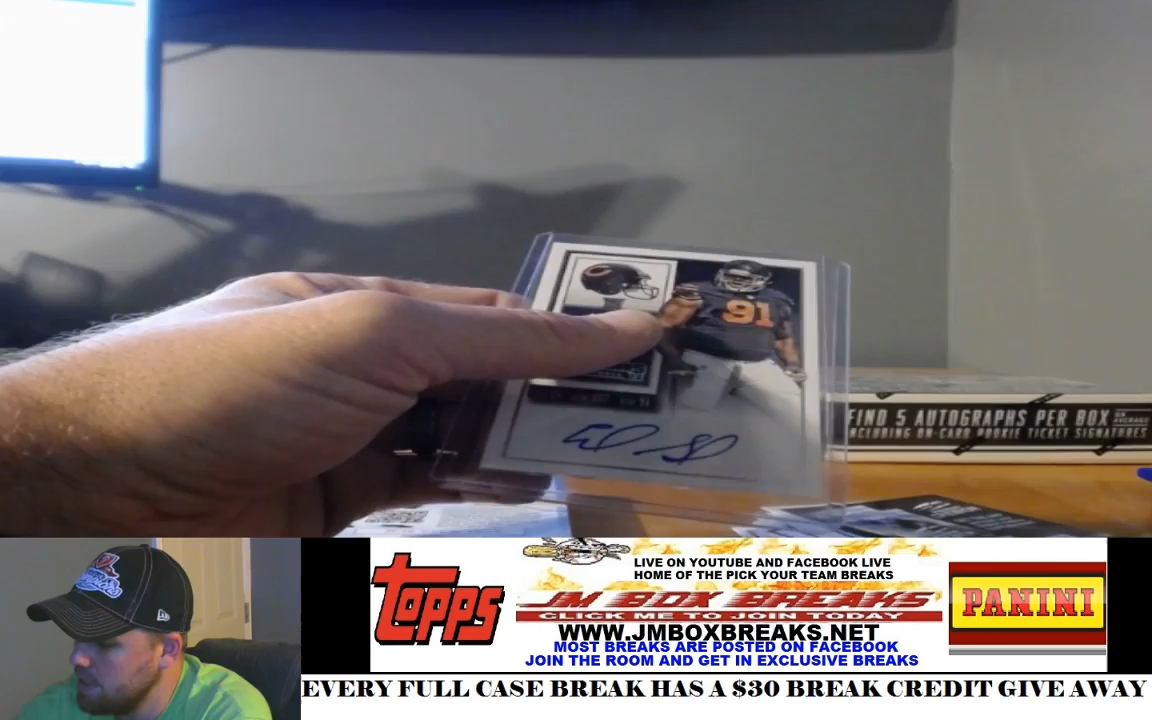 91
FIND 5 AUTOGRAPHS PER BOX ON AVERAGE
INCLUDING ON-CARD ROOKIE TICKET SIGNATURES
LIVE ON YOUTUBE AND FACEBOOK LIVE
HOME OF THE PICK YOUR TEAM BREAKS
TOPPS
JM BOX BREAKS
CLICK ME TO JOIN TODAY
PANINI
WWW.JMBOXBREAKS.NET
MOST BREAKS ARE POSTED ON FACEBOOK
JOIN THE ROOM AND GET IN EXCLUSIVE BREAKS
EVERY FULL CASE BREAK HAS A $30 BREAK CREDIT GIVE AWAY